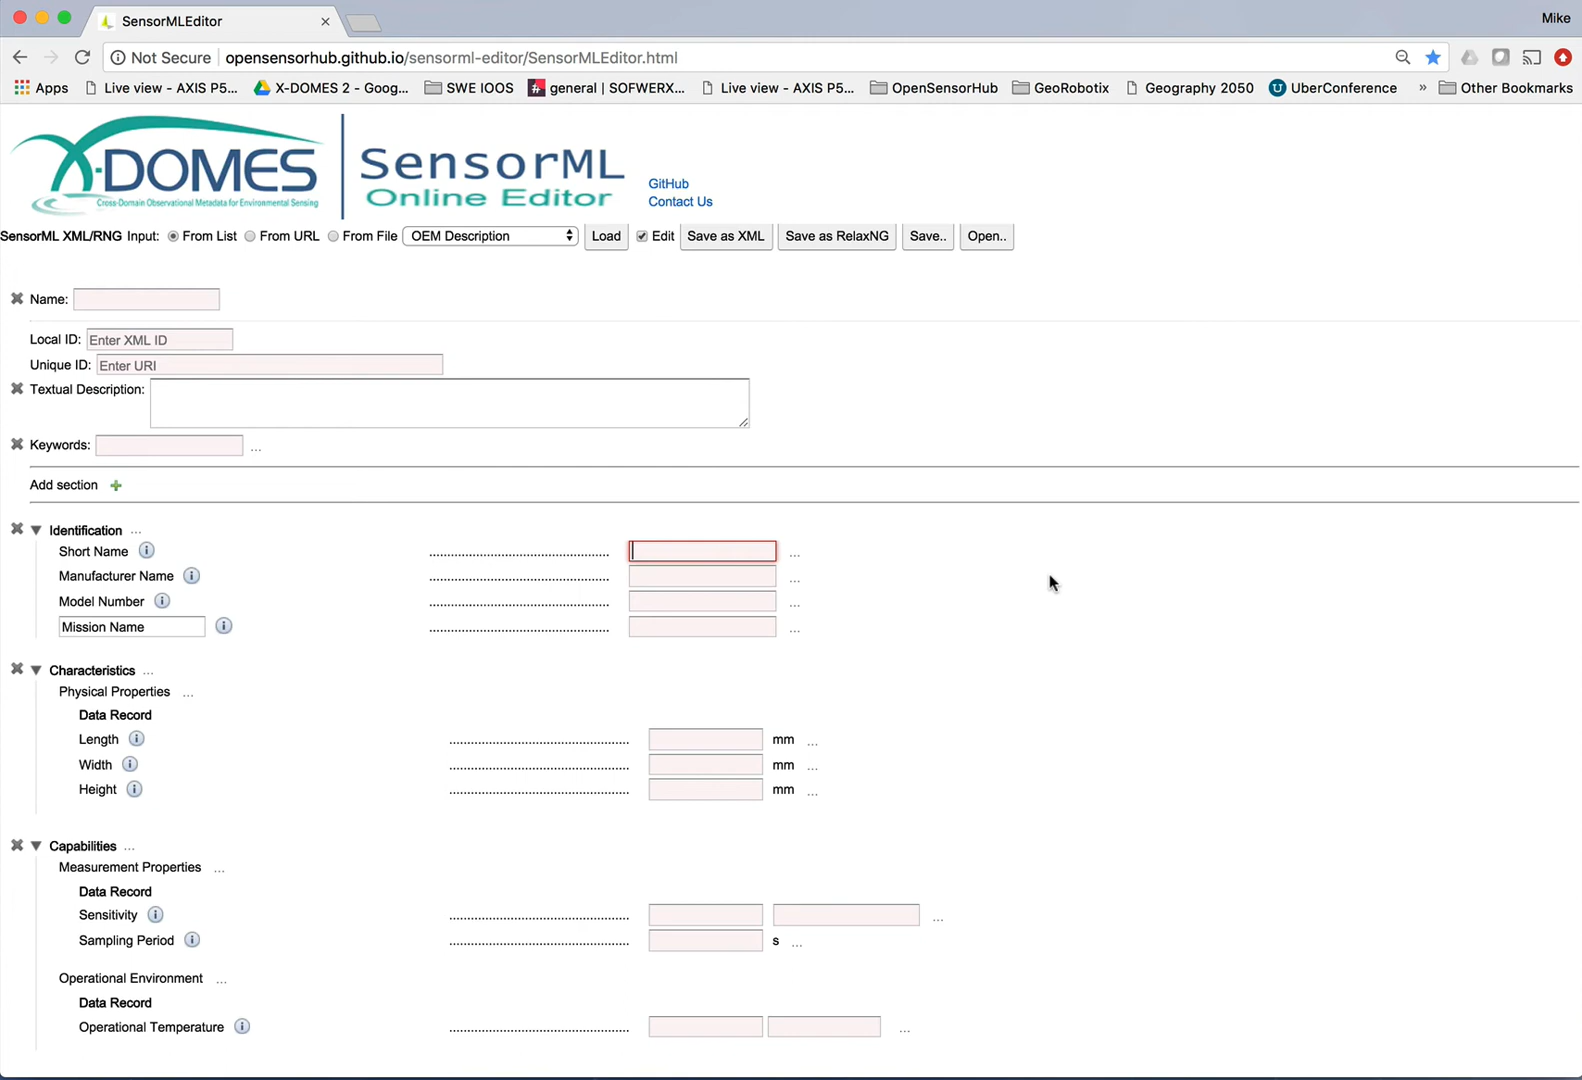 SensorMLEditor
Mike
Not Secure opensensorhub.github.io/sensorml-editor/SensorMLEditor.html
Apps Live view - AXIS P5... X-DOMES 2 - Goog... SWE IOOS general | SOFWERX... Live view - AXIS P5... OpenSensorHub GeoRobotix Geography 2050 UberConference » Other Bookmarks
X-DOMES
Cross-Domain Observational Metadata for Environmental Sensing
SensorML
Online Editor
GitHub
Contact Us
SensorML XML/RNG Input: From List From URL From File OEM Description Load Edit Save as XML Save as RelaxNG Save.. Open..
Name:
Local ID: Enter XML ID
Unique ID: Enter URI
Textual Description:
Keywords: ...
Add section
Identification ...
Short Name ...
Manufacturer Name ...
Model Number ...
Mission Name ...
Characteristics ...
Physical Properties ...
Data Record
Length mm ...
Width mm ...
Height mm ...
Capabilities ...
Measurement Properties ...
Data Record
Sensitivity ...
Sampling Period s ...
Operational Environment ...
Data Record
Operational Temperature ...